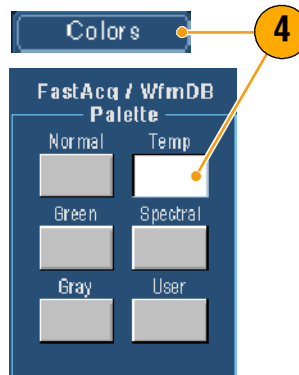 Colors
4
FastAcq / WfmDB
Palette
Normal Temp
Green Spectral
Gray User